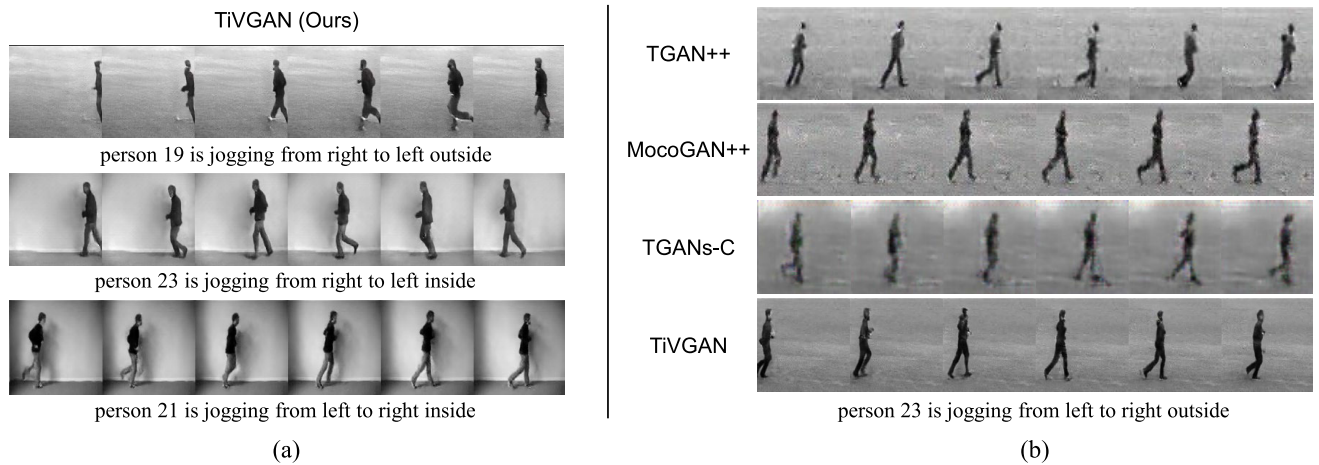 TiVGAN (Ours)
person 19 is jogging from right to left outside
person 23 is jogging from right to left inside
person 21 is jogging from left to right inside
(a)
TGAN++
MocoGAN++
TGANs-C
TiVGAN
person 23 is jogging from left to right outside
(b)